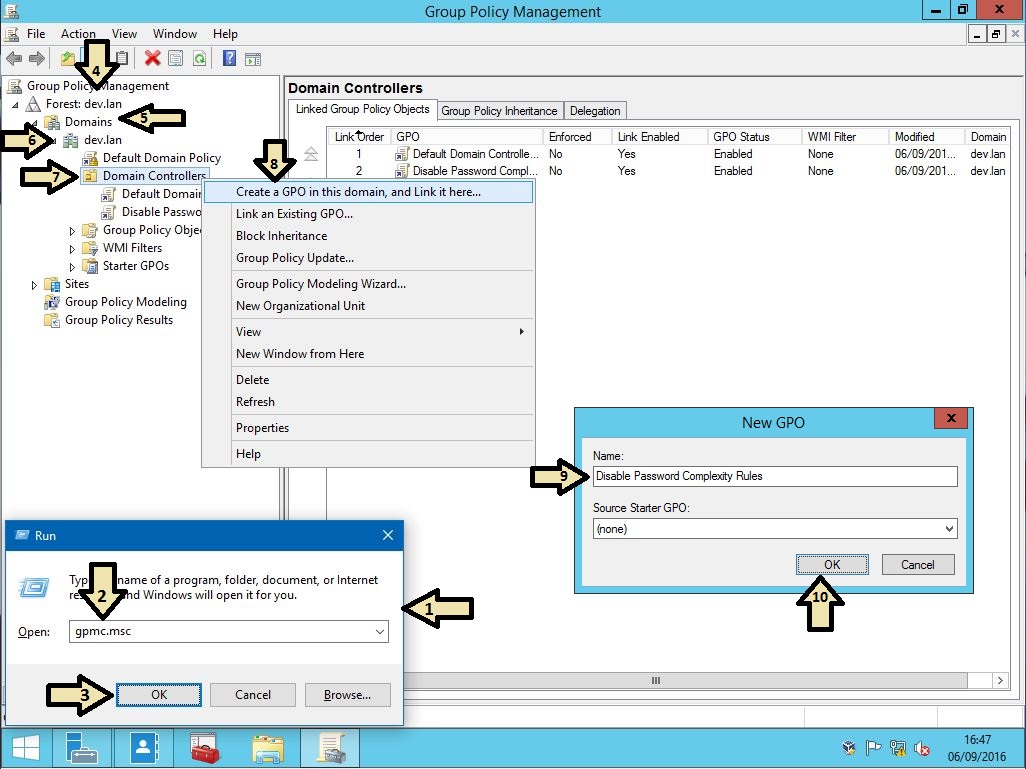 Group Policy Management
File Action View Window Help
4
Group Policy Management
Forest: dev.lan
Domains
5
6
dev.lan
Default Domain Policy
7
Domain Controllers
Default Domain
Disable Passwo
Group Policy Obje
WMI Filters
Starter GPOs
Sites
Group Policy Modeling
Group Policy Results
Domain Controllers
Linked Group Policy Objects Group Policy Inheritance Delegation
Link Order GPO Enforced Link Enabled GPO Status WMI Filter Modified Domain
1 Default Domain Controlle... No Yes Enabled None 06/09/201... dev.lan
2 Disable Password Compl... No Yes Enabled None 06/09/201... dev.lan
8
Create a GPO in this domain, and Link it here...
Link an Existing GPO...
Block Inheritance
Group Policy Update...
Group Policy Modeling Wizard...
New Organizational Unit
View
New Window from Here
Delete
Refresh
Properties
Help
New GPO
Name:
9
Disable Password Complexity Rules
Source Starter GPO:
(none)
OK Cancel
10
Run
Typ name of a program, folder, document, or Internet
res nd Windows will open it for you.
2
1
Open: gpmc.msc
3
OK Cancel Browse...
16:47
06/09/2016